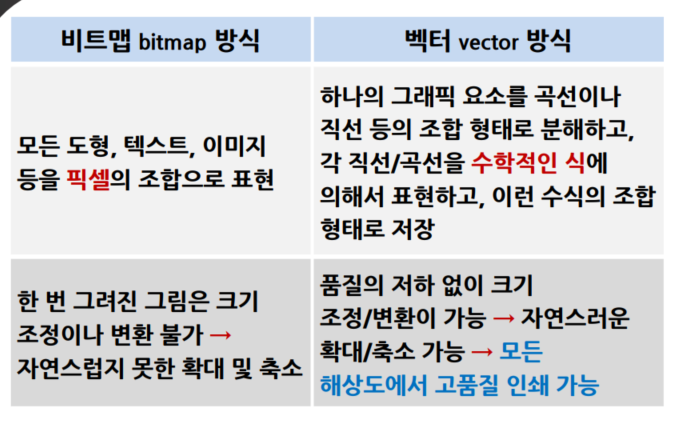 비트맵 bitmap 방식
벡터 vector 방식
모든 도형, 텍스트, 이미지
등을 픽셀의 조합으로 표현
하나의 그래픽 요소를 곡선이나
직선 등의 조합 형태로 분해하고,
각 직선/곡선을 수학적인 식에
의해서 표현하고, 이런 수식의 조합
형태로 저장
한 번 그려진 그림은 크기
조정이나 변환 불가 →
자연스럽지 못한 확대 및 축소
품질의 저하 없이 크기
조정/변환이 가능 → 자연스러운
확대/축소 가능 → 모든
해상도에서 고품질 인쇄 가능